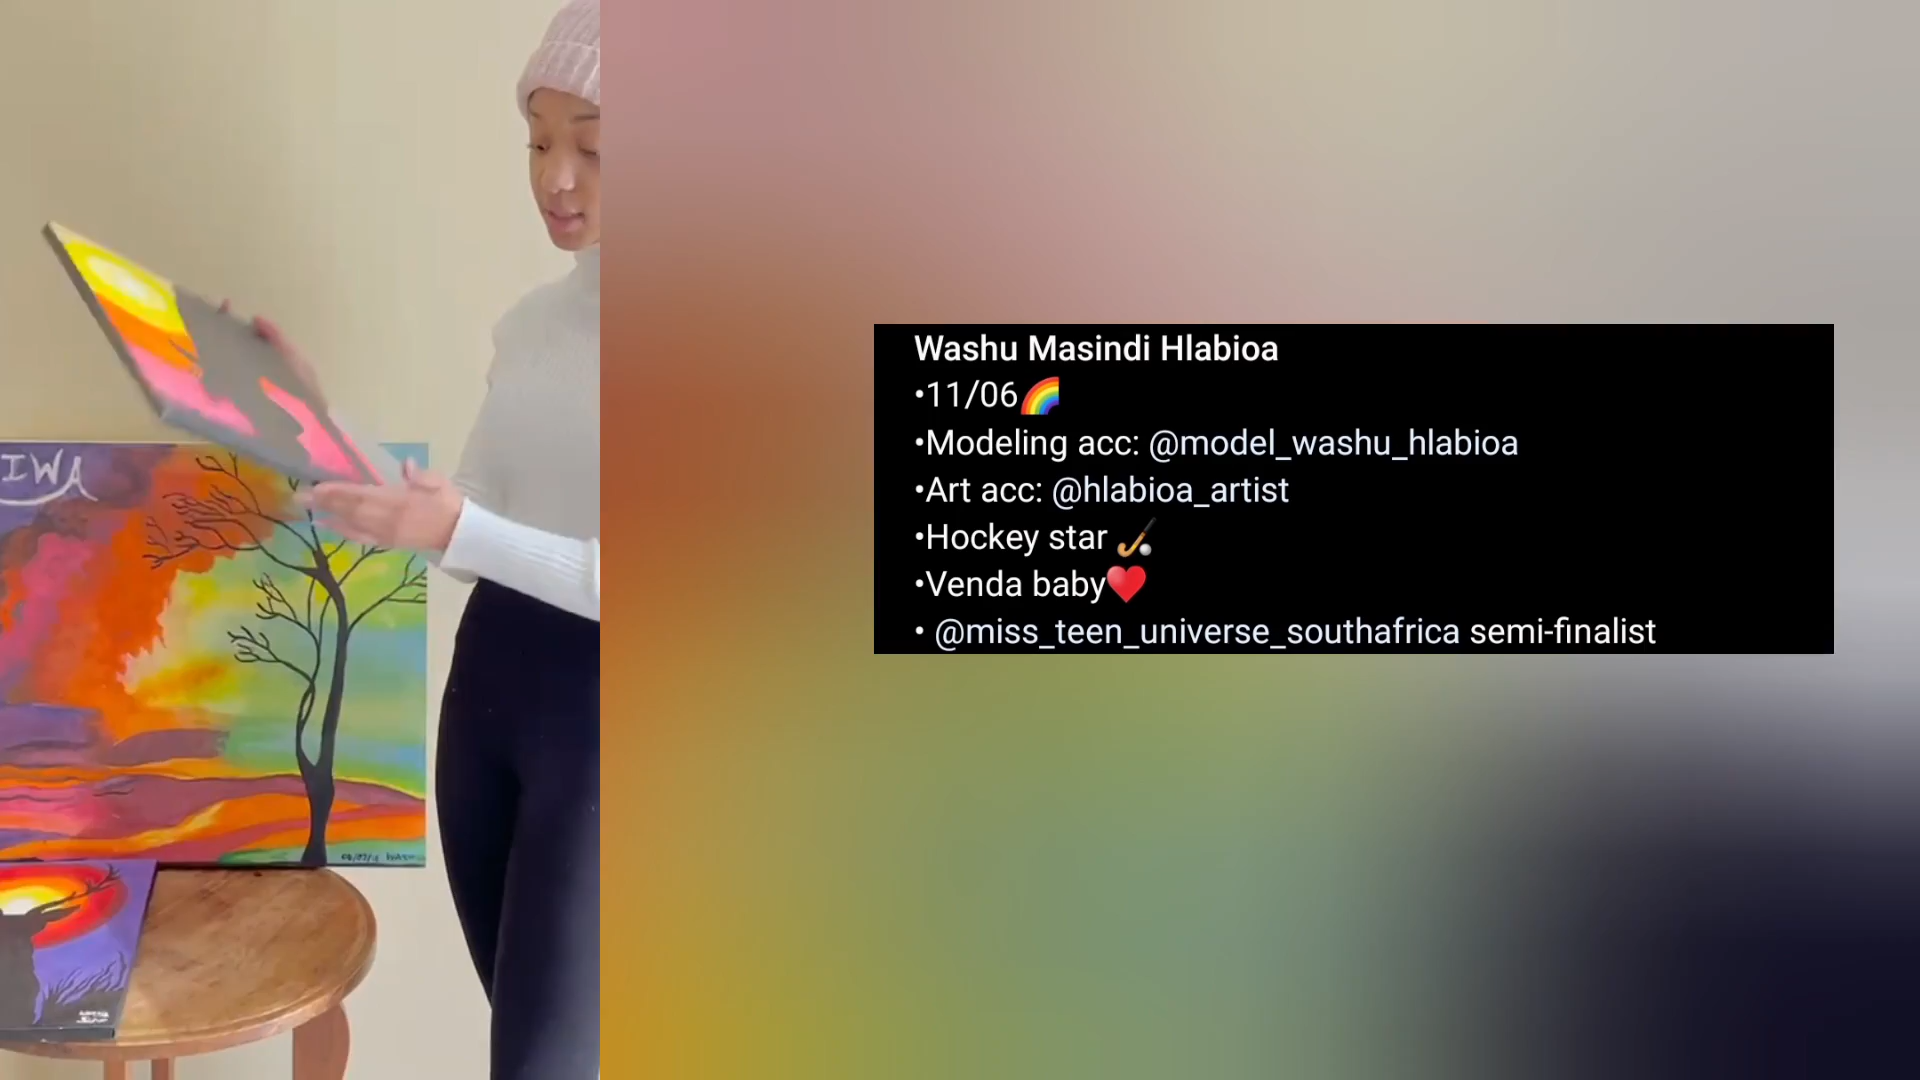 Washu Masindi Hlabioa
•11/06🌈
•Modeling acc: @model_washu_hlabioa
•Art acc: @hlabioa_artist
•Hockey star 🏑
•Venda baby♥️
• @miss_teen_universe_southafrica semi-finalist
IWA